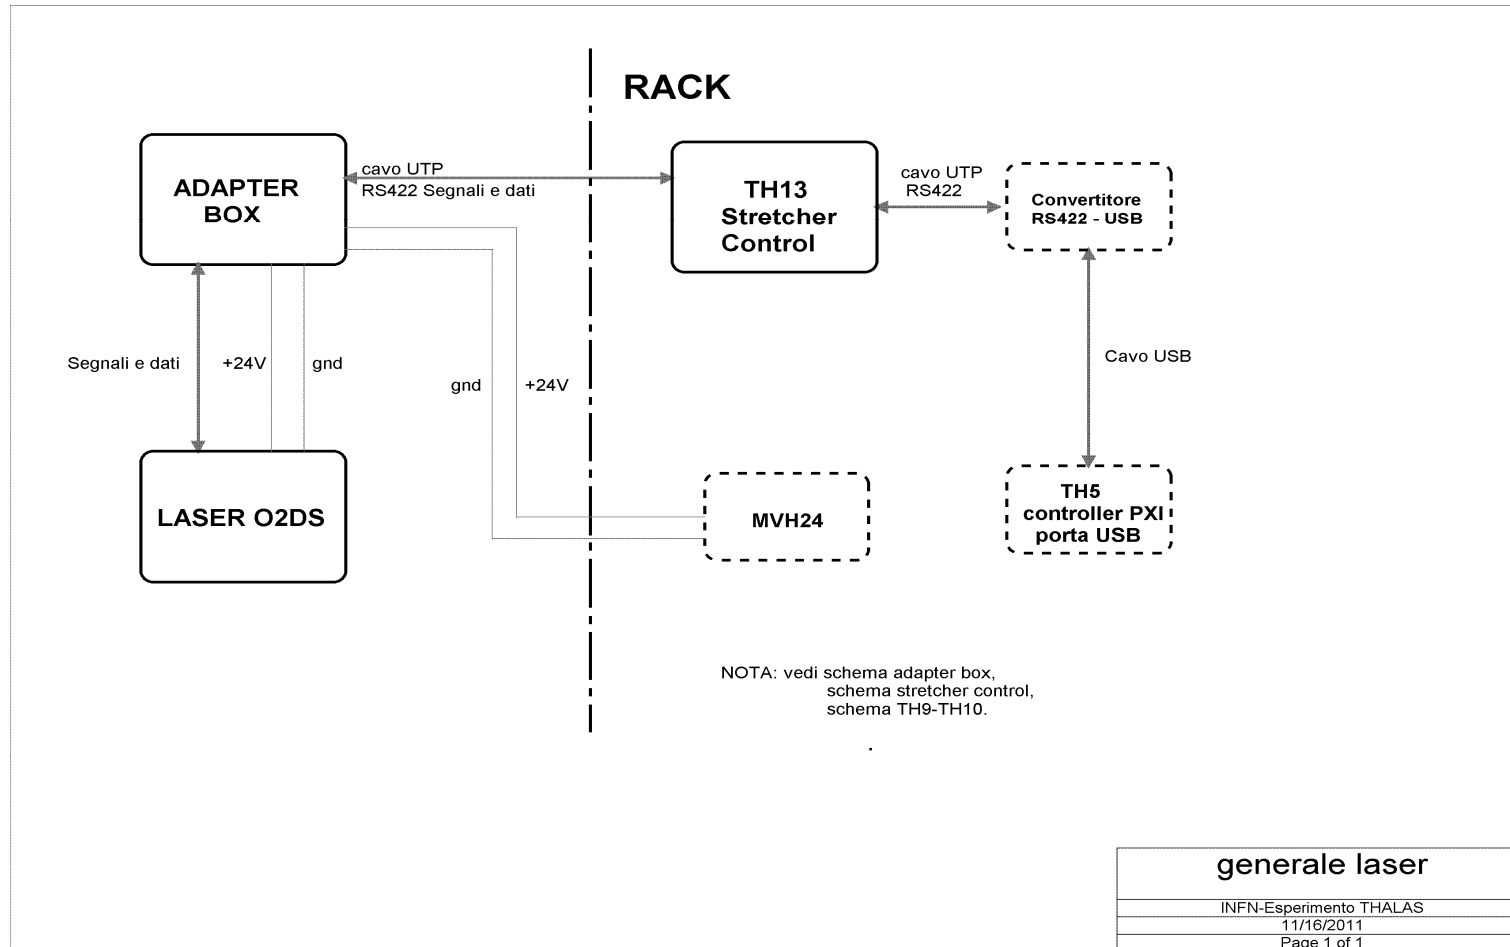 RACK
cavo UTP
RS422 Segnali e dati
ADAPTER
BOX
TH13
Stretcher
Control
cavo UTP
RS422
Convertitore
RS422 - USB
Segnali e dati
+24V
gnd
gnd
+24V
Cavo USB
LASER O2DS
MVH24
TH5
controller PXI
porta USB
NOTA: vedi schema adapter box,
schema stretcher control,
schema TH9-TH10.
.
generale laser
INFN-Esperimento THALAS
11/16/2011
Page 1 of 1